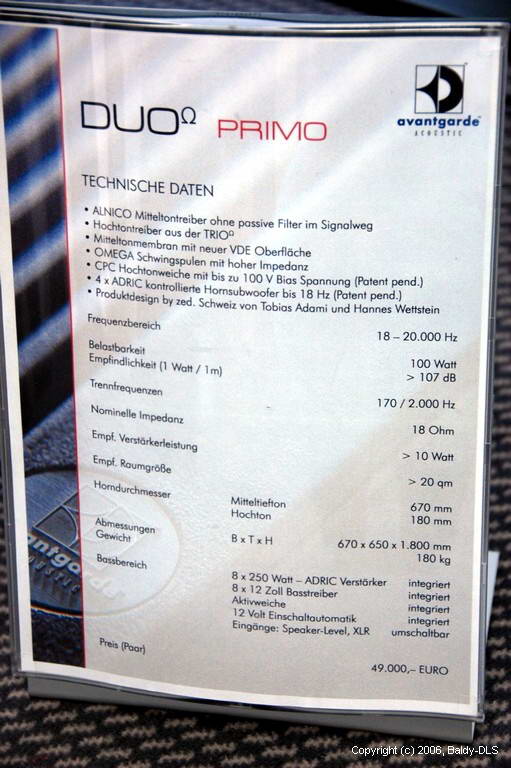 DUOΩ PRIMO
avantgarde
ACOUSTIC
TECHNISCHE DATEN
• ALNICO Mitteltontreiber ohne passive Filter im Signalweg
• Hochtontreiber aus der TRIOΩ
• Mitteltonmembran mit neuer VDE Oberfläche
• OMEGA Schwingspulen mit hoher Impedanz
• CPC Hochtonweiche mit bis zu 100 V Bias Spannung (Patent pend.)
• 4 x ADRIC kontrollierte Hornsubwoofer bis 18 Hz (Patent pend.)
• Produktdesign by zed. Schweiz von Tobias Adami und Hannes Wettstein
Frequenzbereich 18 – 20.000 Hz
Belastbarkeit 100 Watt
Empfindlichkeit (1 Watt / 1m) > 107 dB
Trennfrequenzen 170 / 2.000 Hz
Nominelle Impedanz 18 Ohm
Empf. Verstärkerleistung > 10 Watt
Empf. Raumgröße > 20 qm
Horndurchmesser Mitteltiefton 670 mm
Hochton 180 mm
Abmessungen B x T x H 670 x 650 x 1.800 mm
Gewicht 180 kg
Bassbereich 8 x 250 Watt – ADRIC Verstärker integriert
8 x 12 Zoll Basstreiber integriert
Aktivweiche integriert
12 Volt Einschaltautomatik integriert
Eingänge: Speaker-Level, XLR umschaltbar
Preis (Paar) 49.000,– EURO
avantgarde
ACOUSTIC
Copyright (c) 2006, Baldy-DLS